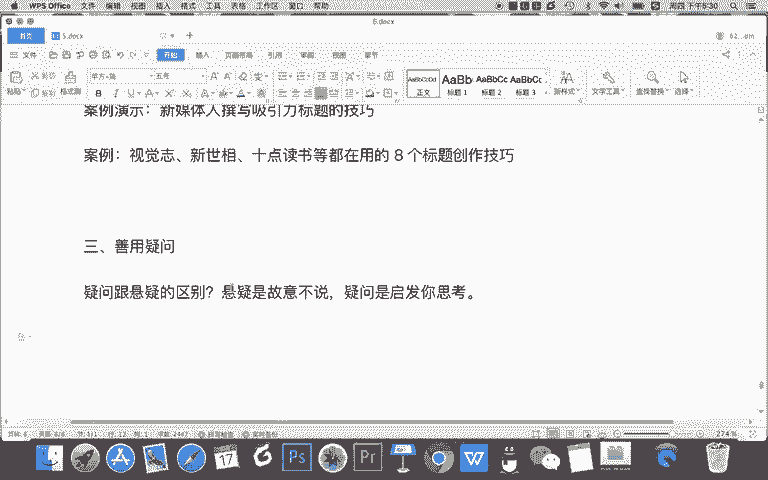 WPS Office 文件 编辑 视图 插入 格式 工具 表格 工作区 窗口 帮助 周四 下午5:30
5.docx
首页 5.docx
文件 开始 插入 页面布局 引用 审阅 视图 章节
粘贴 剪切 复制 格式刷 五号 AaBbCcDd 正文 AaBb 标题 1 AaBbCc 标题 2 AaBbCc 标题 3 新样式 文字工具 查找替换 选择
案例演示：新媒体人撰写吸引力标题的技巧
案例：视觉志、新世相、十点读书等都在用的 8 个标题创作技巧
三、善用疑问
疑问跟悬疑的区别？悬疑是故意不说，疑问是启发你思考。
274 %
17 Ps Pr W